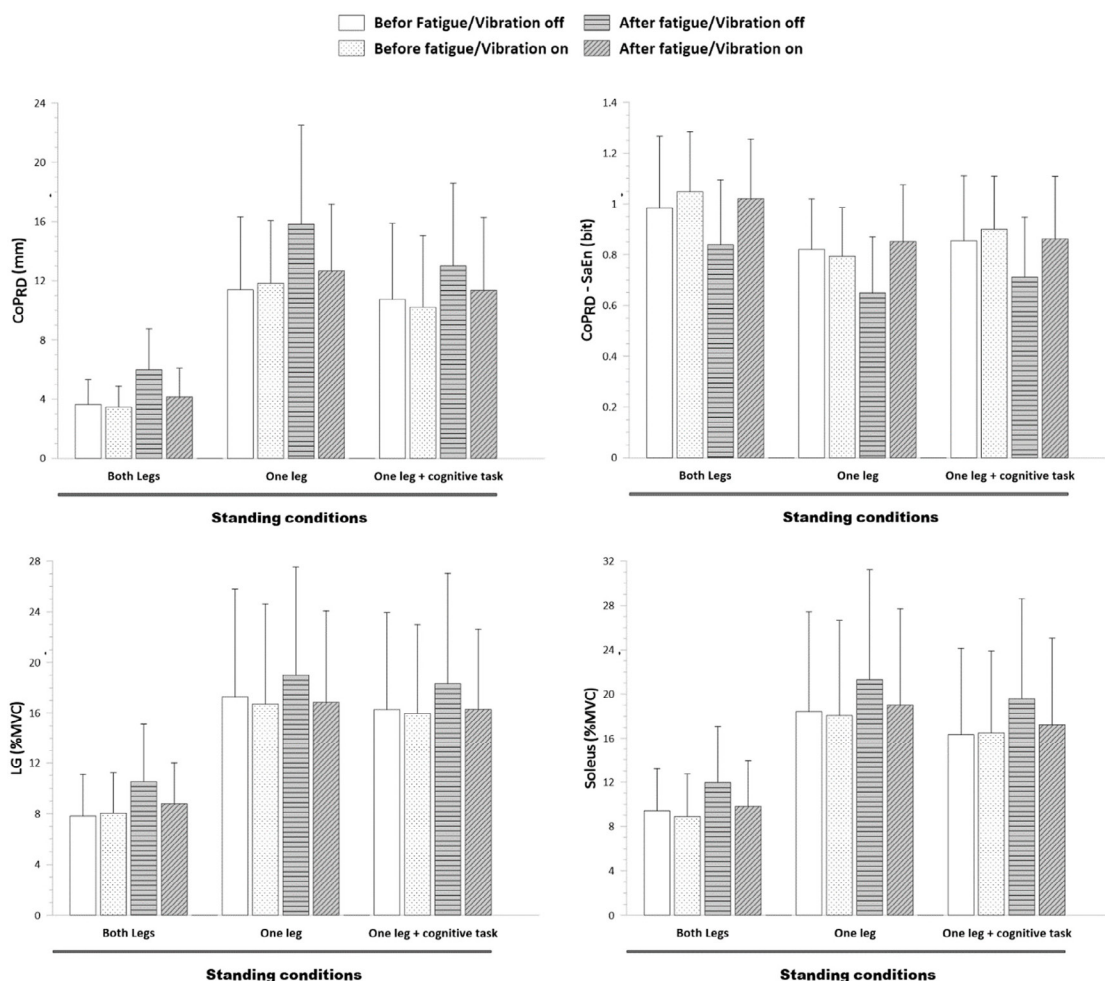 Befor Fatigue/Vibration off
After fatigue/Vibration off
Before fatigue/Vibration on
After fatigue/Vibration on
CoPRD (mm)
24
20
16
12
8
4
0
Both Legs
One leg
One leg + cognitive task
Standing conditions
CoPRD - SaEn (bit)
1.4
1.2
1
0.8
0.6
0.4
0.2
0
Both Legs
One leg
One leg + cognitive task
Standing conditions
LG (%MVC)
28
24
20
16
12
8
4
0
Both Legs
One leg
One leg + cognitive task
Standing conditions
Soleus (%MVC)
32
28
24
20
16
12
8
4
0
Both Legs
One leg
One leg + cognitive task
Standing conditions